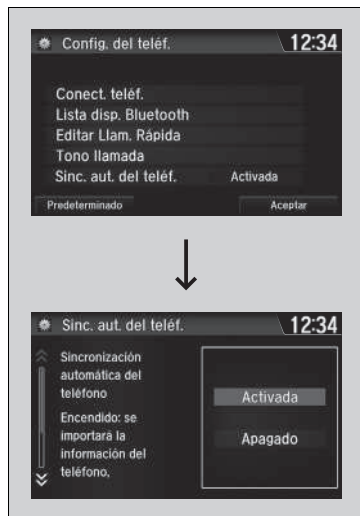 Config. del teléf.
12:34
Conect. teléf.
Lista disp. Bluetooth
Editar Llam. Rápida
Tono llamada
Sinc. aut. del teléf. Activada
Predeterminado Aceptar
Sinc. aut. del teléf.
12:34
Sincronización
automática del
teléfono
Encendido: se
importará la
información del
teléfono,
Activada
Apagado